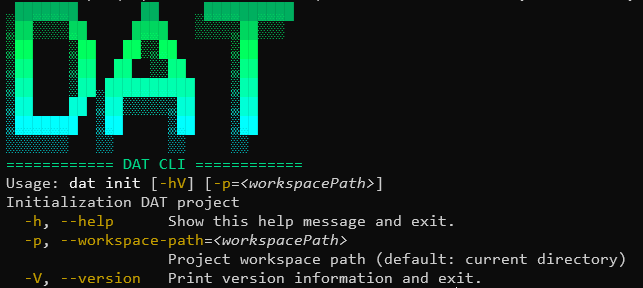 DAT
============ DAT CLI ============
Usage: dat init [-hV] [-p=<workspacePath>]
Initialization DAT project
-h, --help Show this help message and exit.
-p, --workspace-path=<workspacePath>
Project workspace path (default: current directory)
-V, --version Print version information and exit.